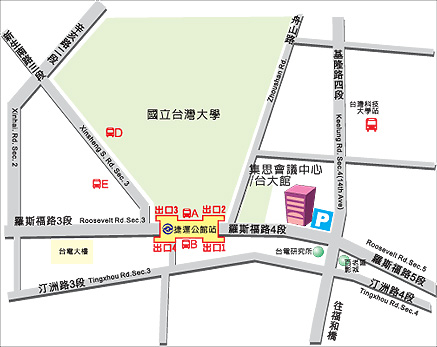 新生南路三段
辛亥路二段
舟山路
Zhoushan Rd.
基隆路四段
Keelung Rd. Sec.4(14th Ave)
台灣科技
大學站
國立台灣大學
D
Xinhai. Rd. Sec. 2
Xinsheng S. Rd. Sec.3
E
集思會議中心
/台大館
P
出口3
A
出口2
羅斯福路3段
Roosevelt Rd.Sec.3
捷運公館站
羅斯福路4段
出口4
B
出口1
台電大樓
台電研究所
Roosevelt Rd. Sec.5
羅斯福路5段
汀洲路3段
Tingzhou Rd.Sec.3
汀洲路4段
Tingzhou Rd. Sec.4
往福和橋